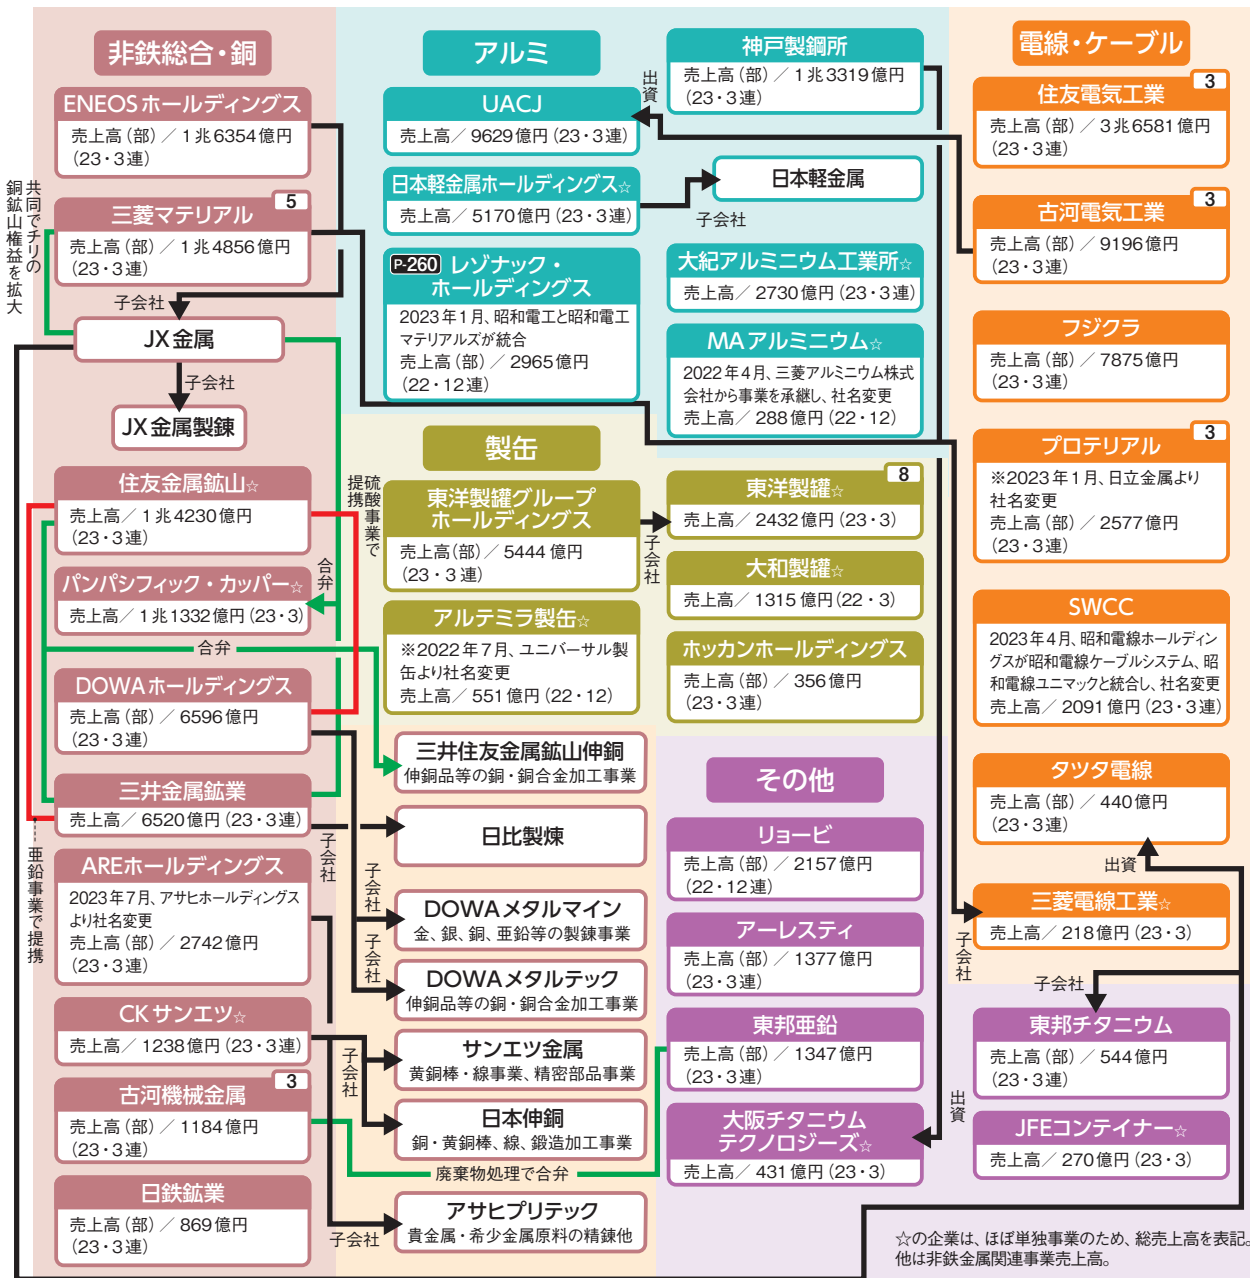 非鉄総合・銅
ENEOSホールディングス
売上高(部)／1兆6354億円
(23・3連)
共同でチリの
銅鉱山権益を拡大
5
三菱マテリアル
売上高(部)／1兆4856億円
(23・3連)
子会社
JX金属
子会社
JX金属製錬
住友金属鉱山☆
売上高／1兆4230億円
(23・3連)
合弁
パンパシフィック・カッパー☆
売上高／1兆1332億円(23・3)
合弁
DOWAホールディングス
売上高(部)／6596億円
(23・3連)
三井金属鉱業
売上高／6520億円(23・3連)
亜鉛事業で提携
子会社
AREホールディングス
2023年7月、アサヒホールディングス
より社名変更
売上高(部)／2742億円
(23・3連)
CKサンエツ☆
売上高／1238億円(23・3連)
子会社
3
古河機械金属
売上高(部)／1184億円
(23・3連)
日鉄鉱業
売上高(部)／869億円
(23・3連)
子会社
アルミ
UACJ
売上高／9629億円(23・3連)
出資
日本軽金属ホールディングス☆
売上高／5170億円(23・3連)
子会社
P-260 レゾナック・
ホールディングス
2023年1月、昭和電工と昭和電工
マテリアルズが統合
売上高(部)／2965億円
(22・12連)
神戸製鋼所
売上高(部)／1兆3319億円
(23・3連)
日本軽金属
大紀アルミニウム工業所☆
売上高／2730億円(23・3連)
MAアルミニウム☆
2022年4月、三菱アルミニウム株式
会社から事業を承継し、社名変更
売上高／288億円(22・12)
製缶
硫酸事業で
提携
東洋製罐グループ
ホールディングス
売上高(部)／5444億円
(23・3連)
子会社
アルテミラ製缶☆
※2022年7月、ユニバーサル製
缶より社名変更
売上高／551億円(22・12)
8
東洋製罐☆
売上高／2432億円(23・3)
大和製罐☆
売上高／1315億円(22・3)
ホッカンホールディングス
売上高(部)／356億円
(23・3連)
三井住友金属鉱山伸銅
伸銅品等の銅・銅合金加工事業
日比製煉
子会社
DOWAメタルマイン
金、銀、銅、亜鉛等の製錬事業
子会社
DOWAメタルテック
伸銅品等の銅・銅合金加工事業
サンエツ金属
黄銅棒・線事業、精密部品事業
日本伸銅
銅・黄銅棒、線、鍛造加工事業
廃棄物処理で合弁
アサヒプリテック
貴金属・希少金属原料の精錬他
その他
リョービ
売上高(部)／2157億円
(22・12連)
アーレスティ
売上高(部)／1377億円
(23・3連)
東邦亜鉛
売上高(部)／1347億円
(23・3連)
大阪チタニウム
テクノロジーズ☆
売上高／431億円(23・3)
出資
電線・ケーブル
3
住友電気工業
売上高(部)／3兆6581億円
(23・3連)
3
古河電気工業
売上高(部)／9196億円
(23・3連)
フジクラ
売上高(部)／7875億円
(23・3連)
3
プロテリアル
※2023年1月、日立金属より
社名変更
売上高(部)／2577億円
(23・3連)
SWCC
2023年4月、昭和電線ホールディン
グスが昭和電線ケーブルシステム、昭
和電線ユニマックと統合し、社名変更
売上高／2091億円(23・3連)
タツタ電線
売上高(部)／440億円
(23・3連)
出資
三菱電線工業☆
売上高／218億円(23・3)
子会社
子会社
東邦チタニウム
売上高(部)／544億円
(23・3連)
JFEコンテイナー☆
売上高／270億円(23・3)
☆の企業は、ほぼ単独事業のため、総売上高を表記。
他は非鉄金属関連事業売上高。